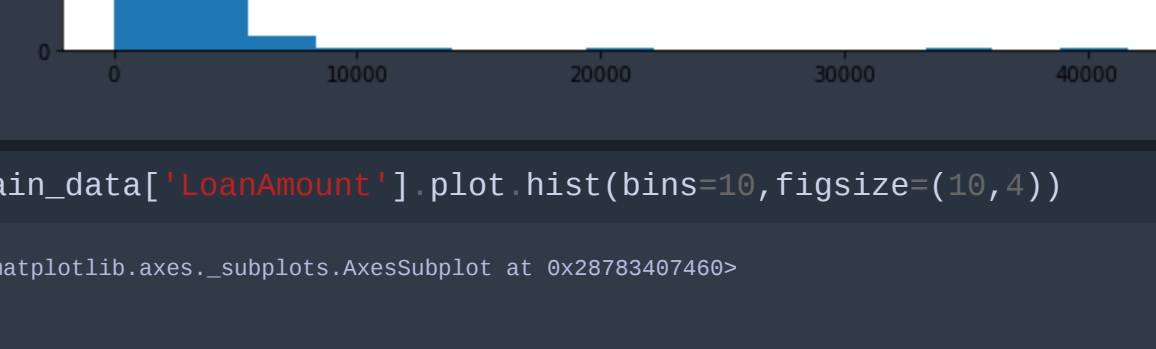 0
0 10000 20000 30000 40000
ain_data['LoanAmount'].plot.hist(bins=10,figsize=(10,4))
matplotlib.axes._subplots.AxesSubplot at 0x28783407460>